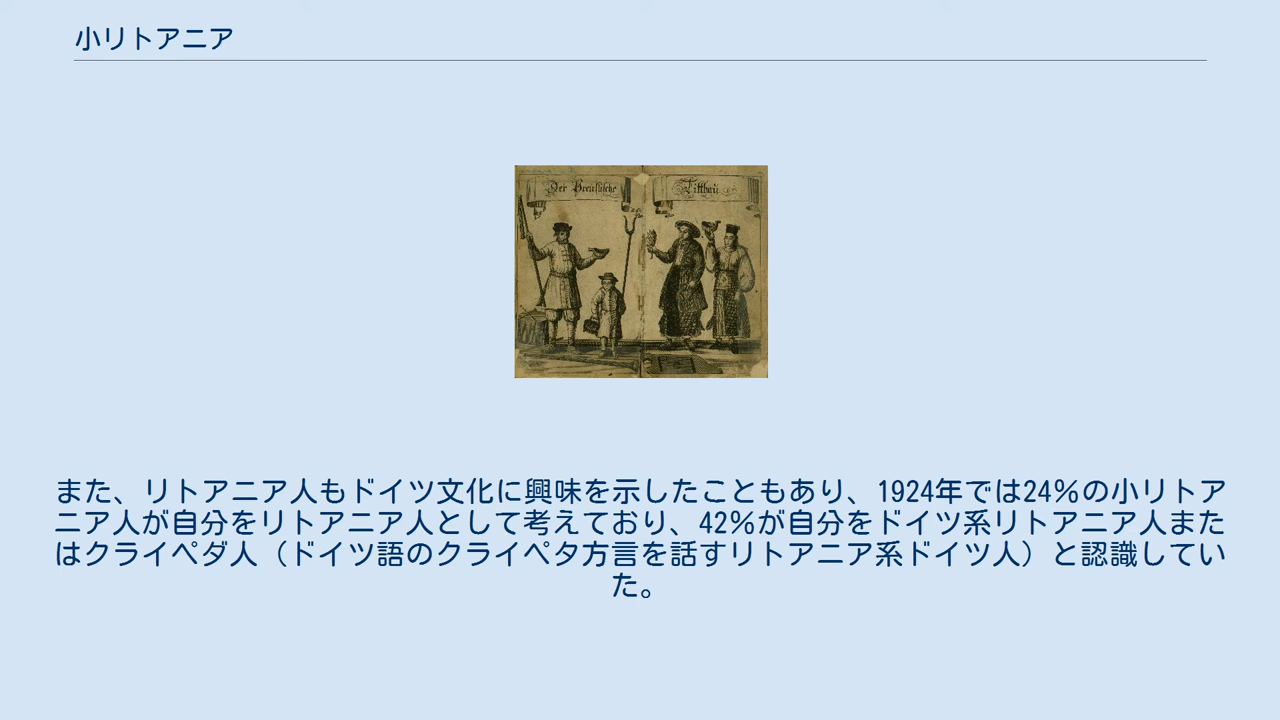 小リトアニア
Der Preusische
Litthau
また、リトアニア人もドイツ文化に興味を示したこともあり、1924年では24%の小リトア
ニア人が自分をリトアニア人として考えており、42%が自分をドイツ系リトアニア人また
はクライペダ人（ドイツ語のクライペタ方言を話すリトアニア系ドイツ人）と認識してい
た。